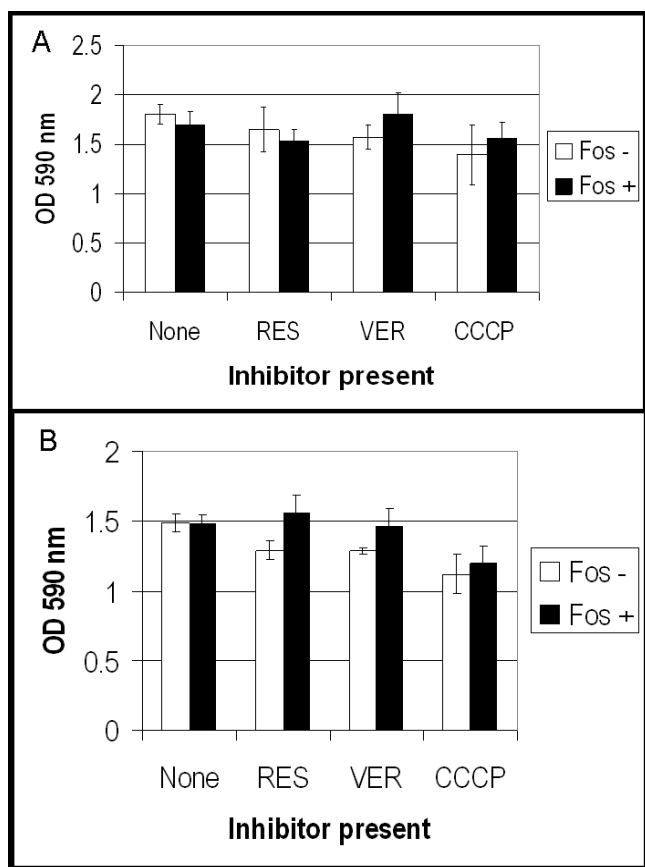 A
2.5
2
1.5
1
0.5
0
OD 590 nm
None RES VER CCCP
Inhibitor present
Fos -
Fos +
B
2
1.5
1
0.5
0
OD 590 nm
None RES VER CCCP
Inhibitor present
Fos -
Fos +